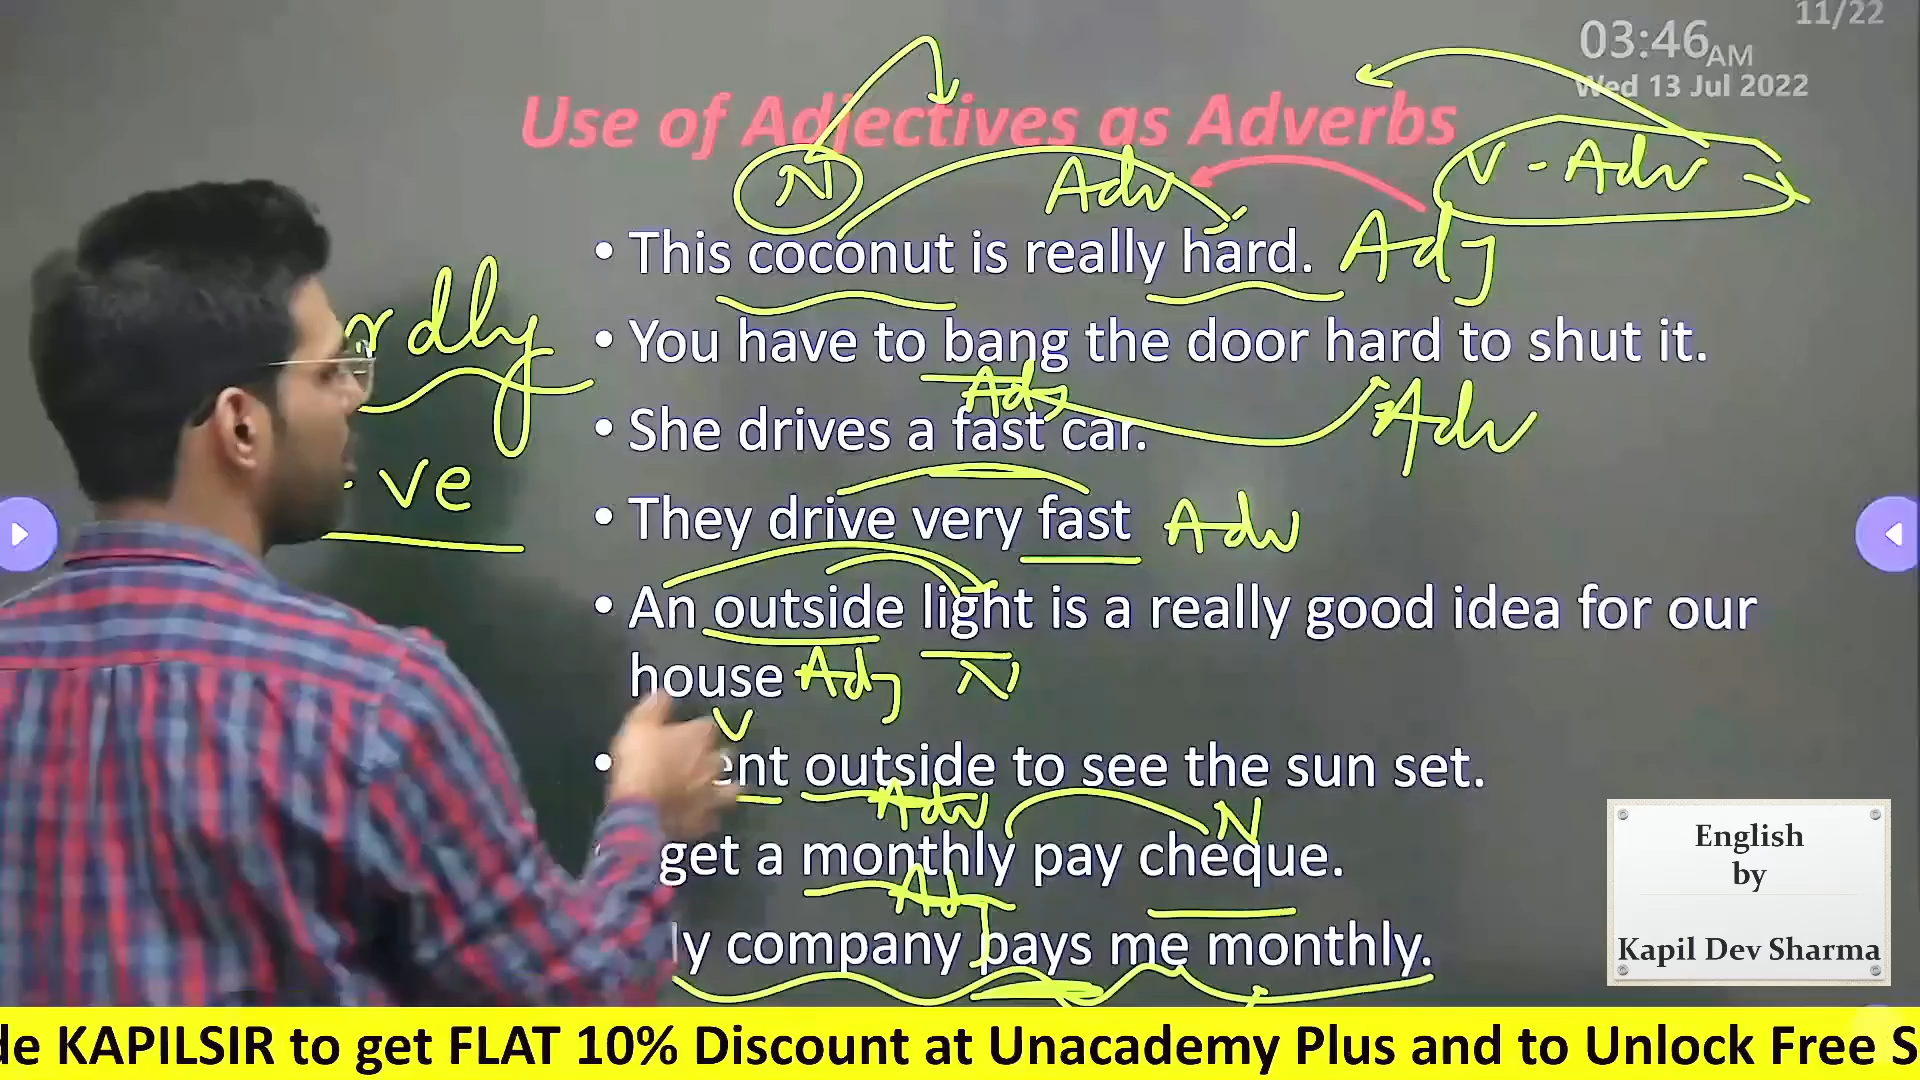 11/22
03:46 AM
Wed 13 Jul 2022
Use of Adjectives as Adverbs
N
Adv
V - Adv
• This coconut is really hard. Adj
rdly
• You have to bang the door hard to shut it.
Adj
Adv
• She drives a fast car.
ve
• They drive very fast Adv
• An outside light is a really good idea for our
house Adj N
V
• ent outside to see the sun set.
Adv N
get a monthly pay cheque.
Adj
y company pays me monthly.
English
by
Kapil Dev Sharma
de KAPILSIR to get FLAT 10% Discount at Unacademy Plus and to Unlock Free S